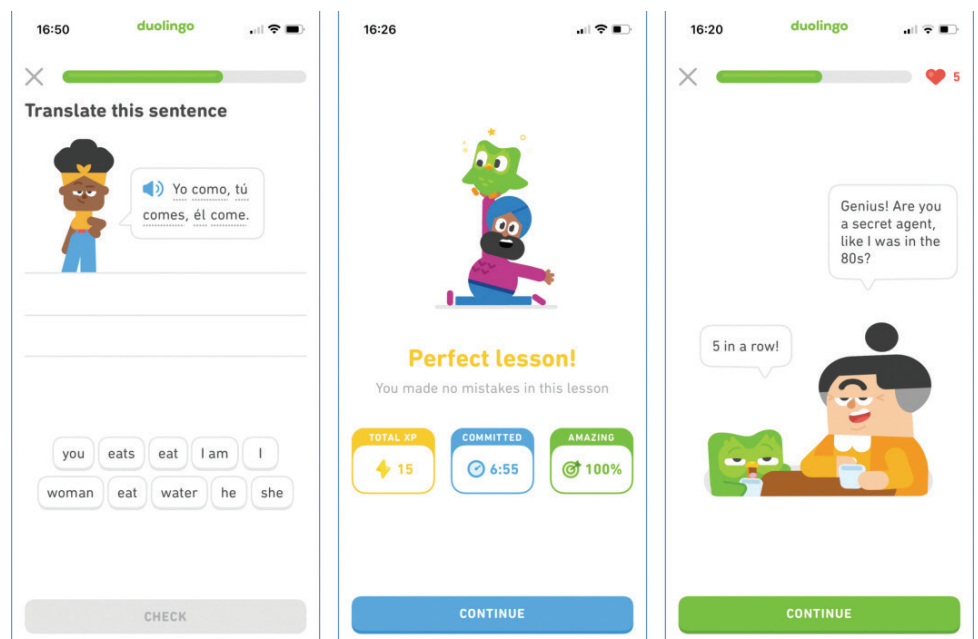 16:50
duolingo
Translate this sentence
Yo como, tú
comes, él come.
you eats eat I am I
woman eat water he she
CHECK
16:26
Perfect lesson!
You made no mistakes in this lesson
TOTAL XP
15
COMMITTED
6:55
AMAZING
100%
CONTINUE
16:20
duolingo
5
Genius! Are you
a secret agent,
like I was in the
80s?
5 in a row!
CONTINUE